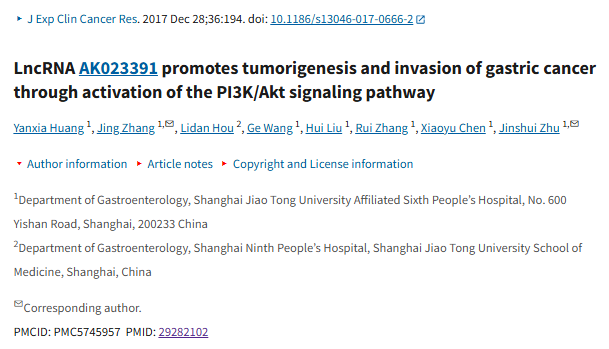 J Exp Clin Cancer Res. 2017 Dec 28;36:194. doi: 10.1186/s13046-017-0666-2
LncRNA AK023391 promotes tumorigenesis and invasion of gastric cancer
through activation of the PI3K/Akt signaling pathway
Yanxia Huang 1, Jing Zhang 1,✉, Lidan Hou 2, Ge Wang 1, Hui Liu 1, Rui Zhang 1, Xiaoyu Chen 1, Jinshui Zhu 1,✉
Author information Article notes Copyright and License information
1Department of Gastroenterology, Shanghai Jiao Tong University Affiliated Sixth People's Hospital, No. 600
Yishan Road, Shanghai, 200233 China
2Department of Gastroenterology, Shanghai Ninth People's Hospital, Shanghai Jiao Tong University School of
Medicine, Shanghai, China
✉Corresponding author.
PMCID: PMC5745957 PMID: 29282102